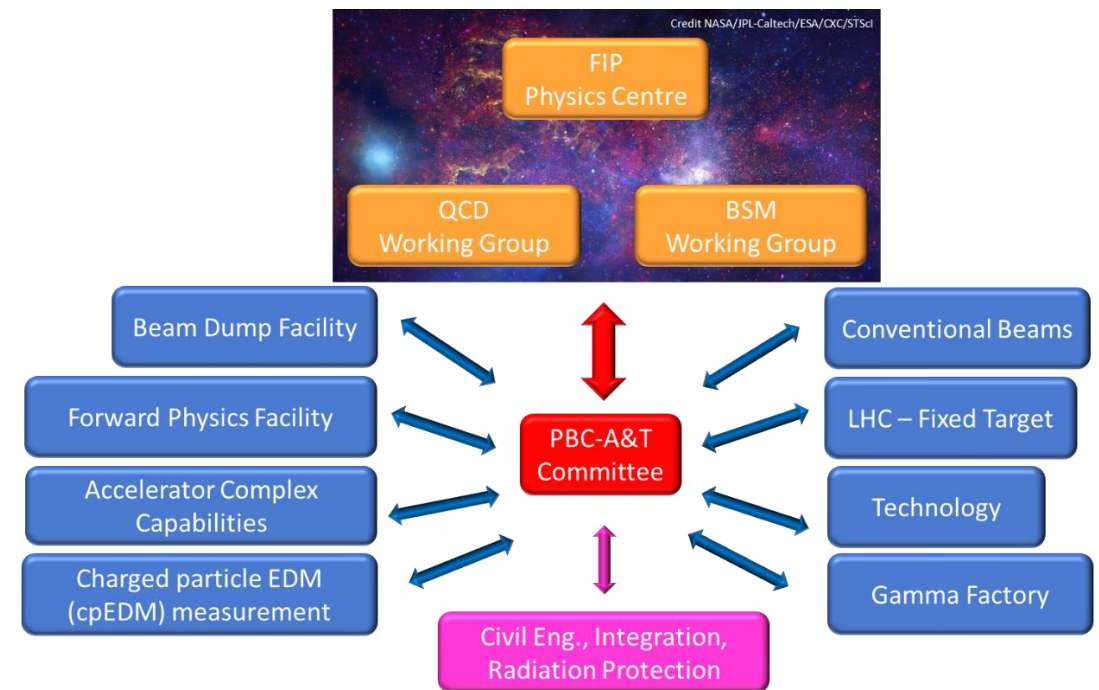 Credit NASA/JPL-Caltech/ESA/CXC/STScI
FIP
Physics Centre
QCD
Working Group
BSM
Working Group
Beam Dump Facility
Conventional Beams
Forward Physics Facility
LHC – Fixed Target
PBC-A&T
Committee
Accelerator Complex
Capabilities
Technology
Charged particle EDM
(cpEDM) measurement
Gamma Factory
Civil Eng., Integration,
Radiation Protection